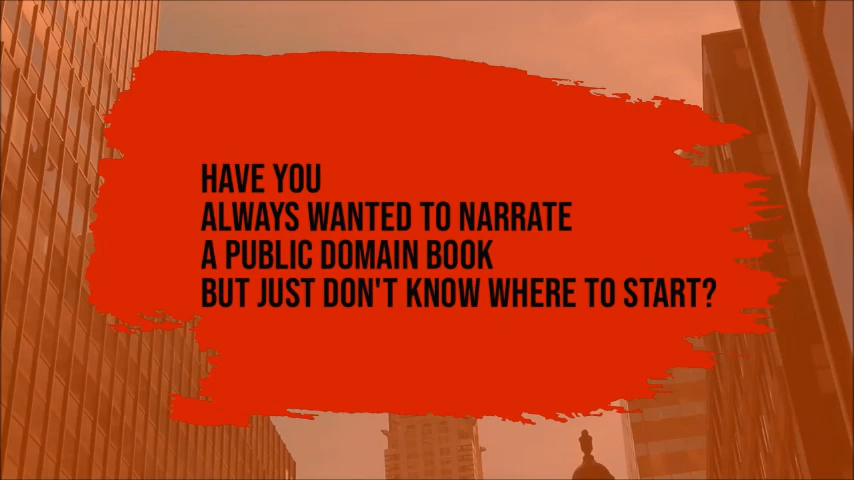 HAVE YOU
ALWAYS WANTED TO NARRATE
A PUBLIC DOMAIN BOOK
BUT JUST DON'T KNOW WHERE TO START?